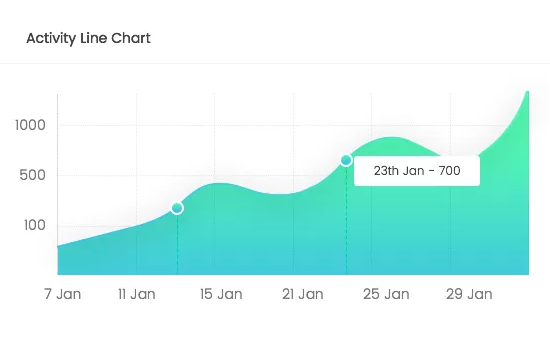 Activity Line Chart
1000
500
100
23th Jan - 700
7 Jan
11 Jan
15 Jan
21 Jan
25 Jan
29 Jan